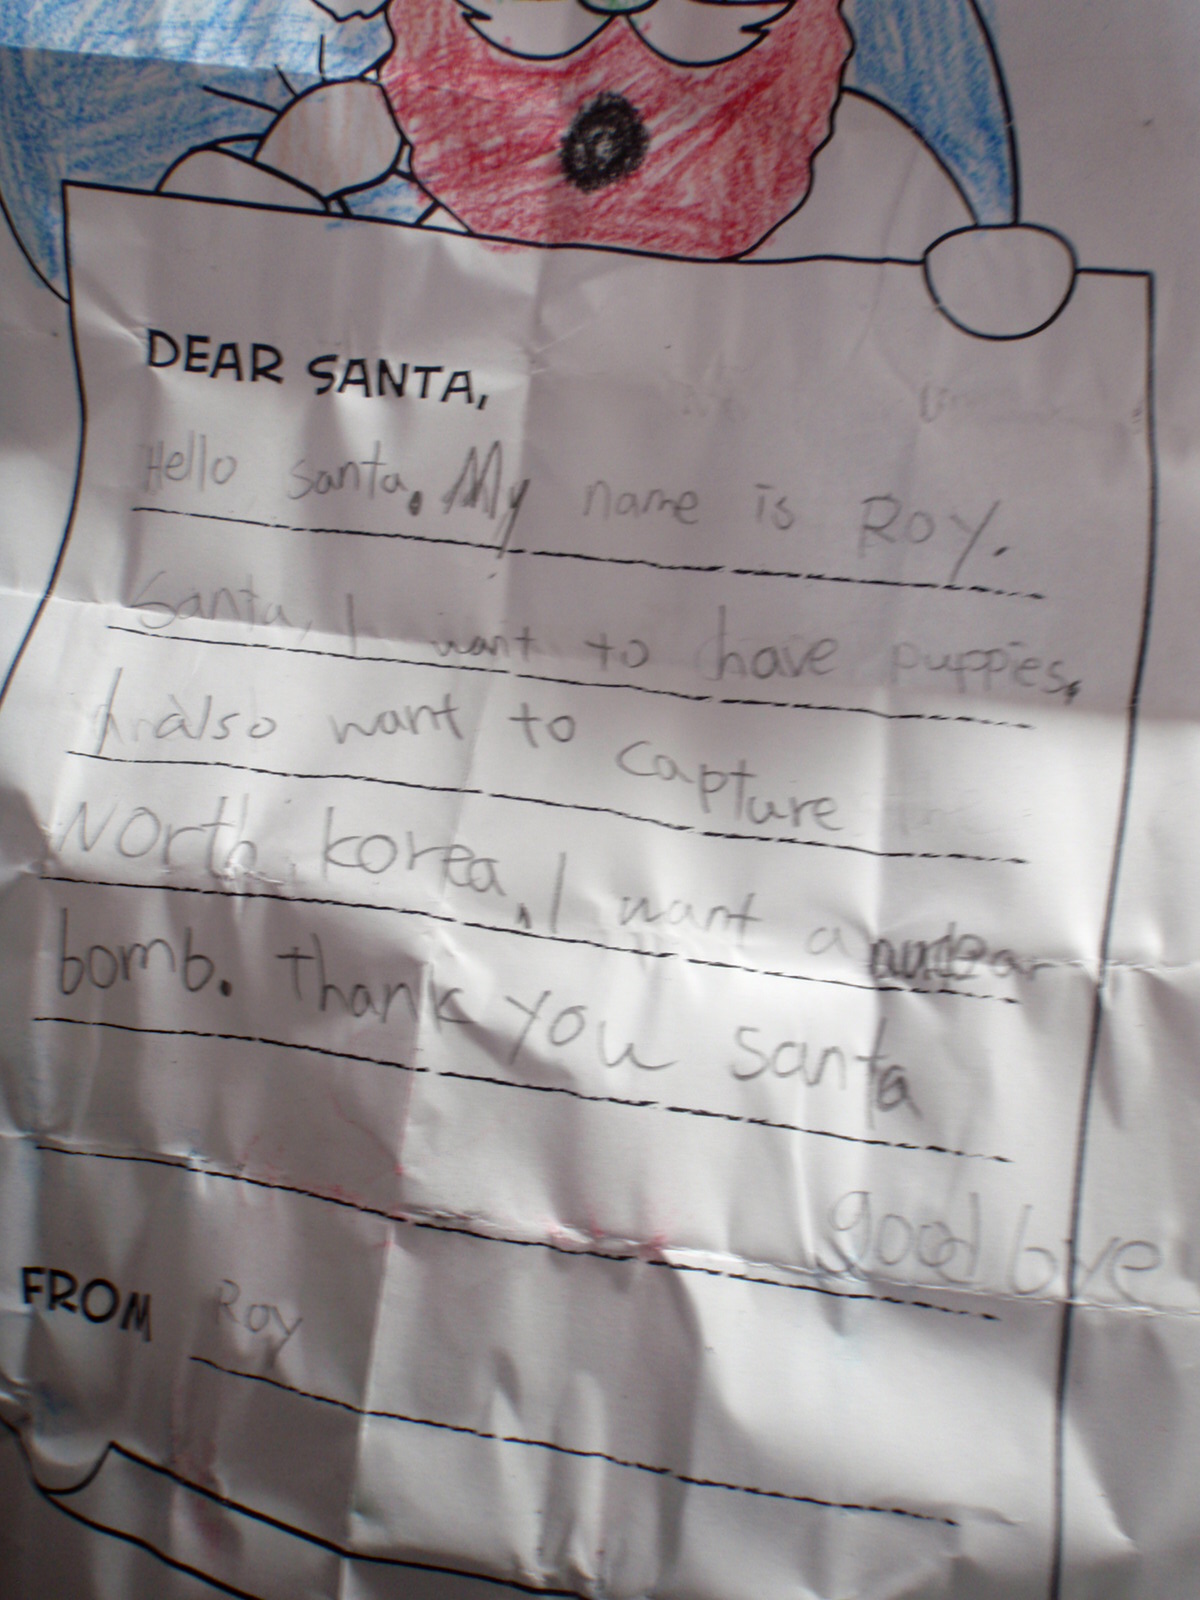 DEAR SANTA,
Hello santa. My name is ROY.
Santa, I want to have puppies.
I also want to capture
North korea, I want a nuclear
bomb. thank you santa
good bye
FROM Roy